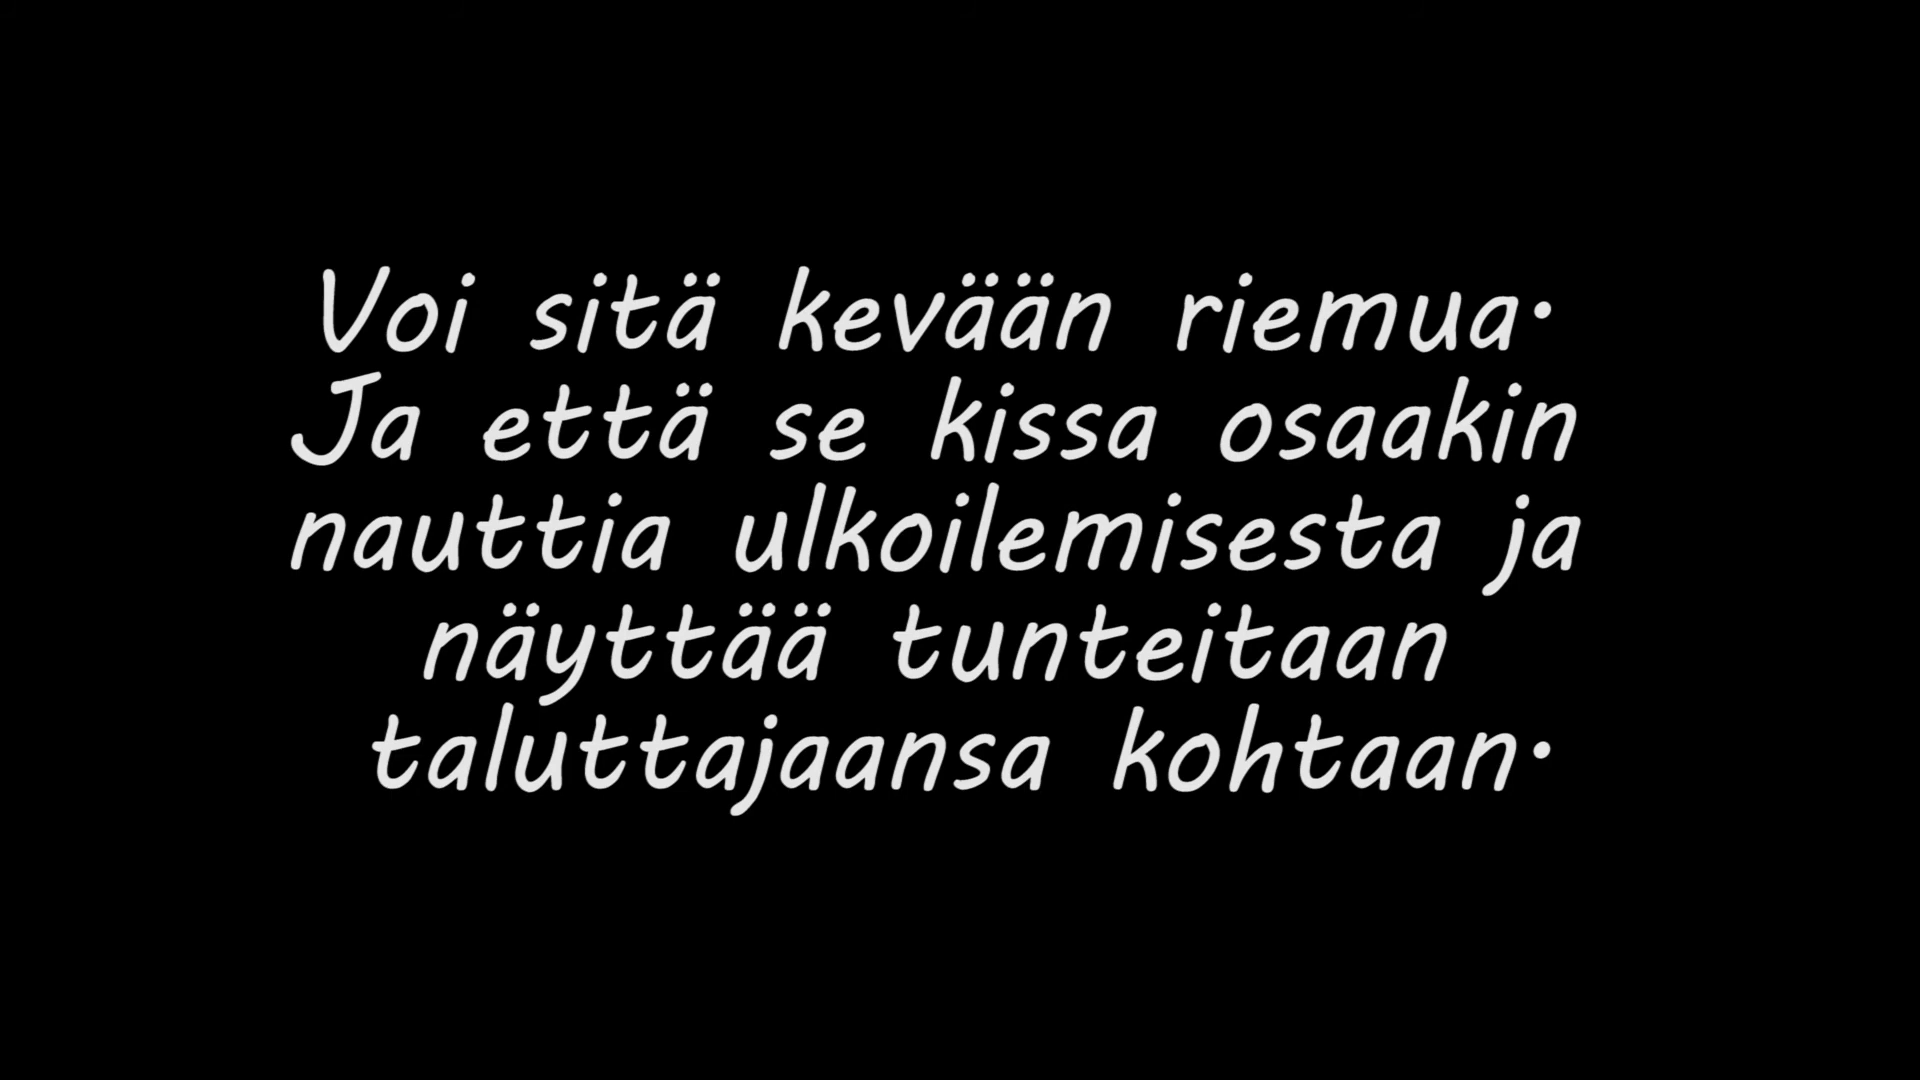 Voi sitä kevään riemua.
Ja että se kissa osaakin
nauttia ulkoilemisesta ja
näyttää tunteitaan
taluttajaansa kohtaan.